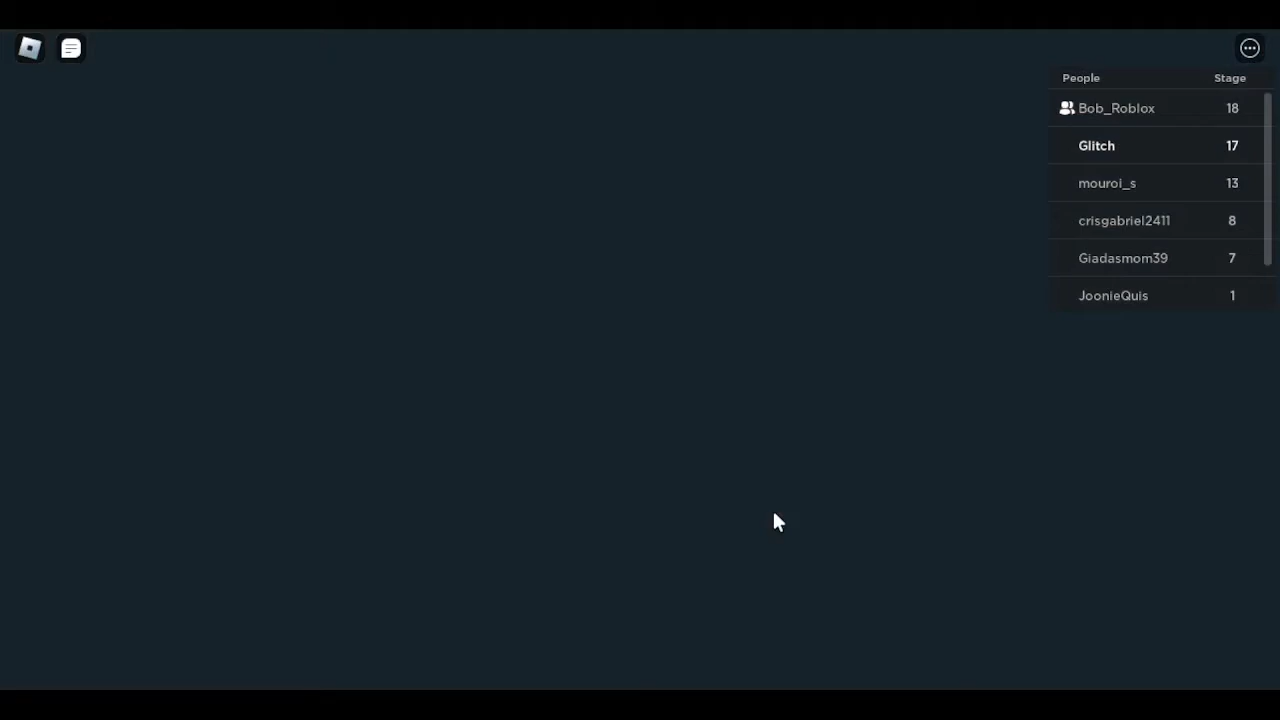 People Stage
Bob_Roblox 18
Glitch 17
mouroi_s 13
crisgabriel2411 8
Giadasmom39 7
JoonieQuis 1